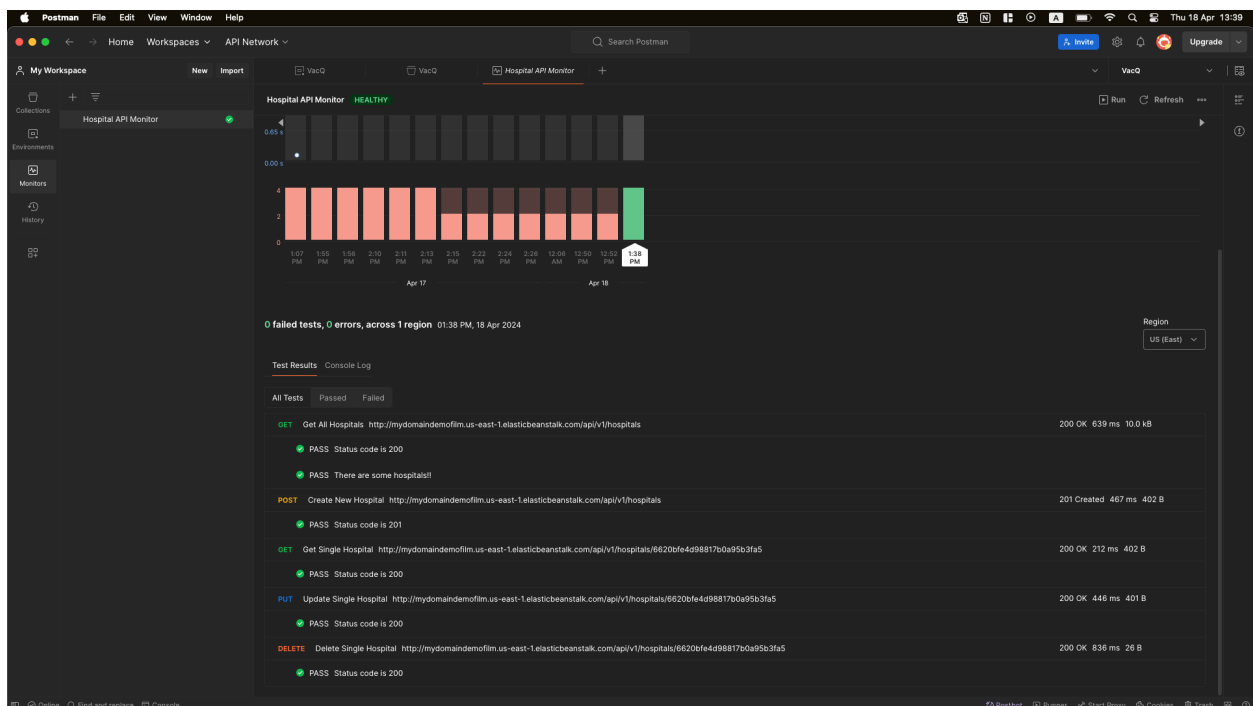 Postman File Edit View Window Help Thu 18 Apr 13:39
Home Workspaces API Network Search Postman Invite Upgrade
My Workspace New Import VacQ VacQ Hospital API Monitor VacQ
Collections
Environments
Monitors
History
Hospital API Monitor
Hospital API Monitor HEALTHY Run Refresh
0.65 s
0.00 s
4
2
0
1:07 PM 1:55 PM 1:56 PM 2:10 PM 2:11 PM 2:13 PM 2:15 PM 2:22 PM 2:24 PM 2:26 PM 12:06 AM 12:50 PM 12:52 PM 1:38 PM
Apr 17 Apr 18
0 failed tests, 0 errors, across 1 region 01:38 PM, 18 Apr 2024
Region
US (East)
Test Results Console Log
All Tests Passed Failed
GET Get All Hospitals http://mydomaindemofilm.us-east-1.elasticbeanstalk.com/api/v1/hospitals 200 OK 639 ms 10.0 kB
PASS Status code is 200
PASS There are some hospitals!!
POST Create New Hospital http://mydomaindemofilm.us-east-1.elasticbeanstalk.com/api/v1/hospitals 201 Created 467 ms 402 B
PASS Status code is 201
GET Get Single Hospital http://mydomaindemofilm.us-east-1.elasticbeanstalk.com/api/v1/hospitals/6620bfe4d98817b0a95b3fa5 200 OK 212 ms 402 B
PASS Status code is 200
PUT Update Single Hospital http://mydomaindemofilm.us-east-1.elasticbeanstalk.com/api/v1/hospitals/6620bfe4d98817b0a95b3fa5 200 OK 446 ms 401 B
PASS Status code is 200
DELETE Delete Single Hospital http://mydomaindemofilm.us-east-1.elasticbeanstalk.com/api/v1/hospitals/6620bfe4d98817b0a95b3fa5 200 OK 836 ms 26 B
PASS Status code is 200
Online Find and replace Console Postbot Runner Start Proxy Cookies Trash